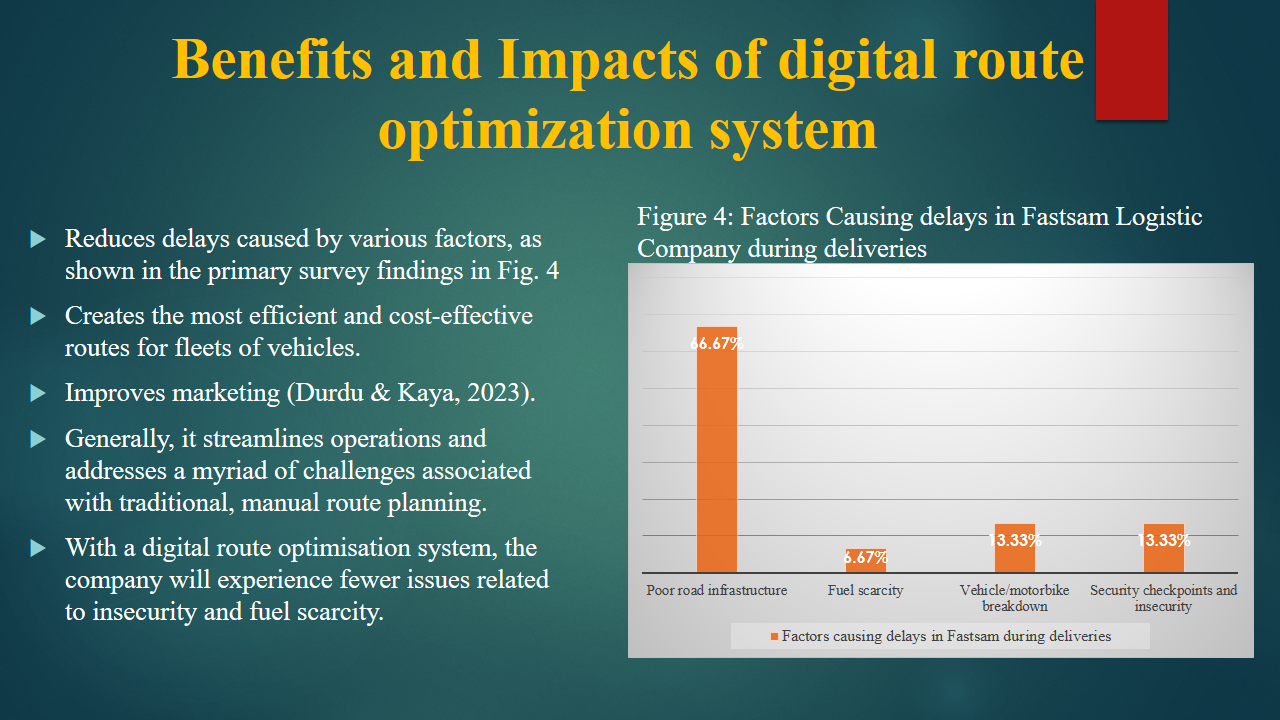 Benefits and Impacts of digital route
optimization system
Reduces delays caused by various factors, as
shown in the primary survey findings in Fig. 4
Creates the most efficient and cost-effective
routes for fleets of vehicles.
Improves marketing (Durdu & Kaya, 2023).
Generally, it streamlines operations and
addresses a myriad of challenges associated
with traditional, manual route planning.
With a digital route optimisation system, the
company will experience fewer issues related
to insecurity and fuel scarcity.
Figure 4: Factors Causing delays in Fastsam Logistic
Company during deliveries
66.67%
6.67%
13.33%
13.33%
Poor road infrastructure
Fuel scarcity
Vehicle/motorbike
breakdown
Security checkpoints and
insecurity
Factors causing delays in Fastsam during deliveries